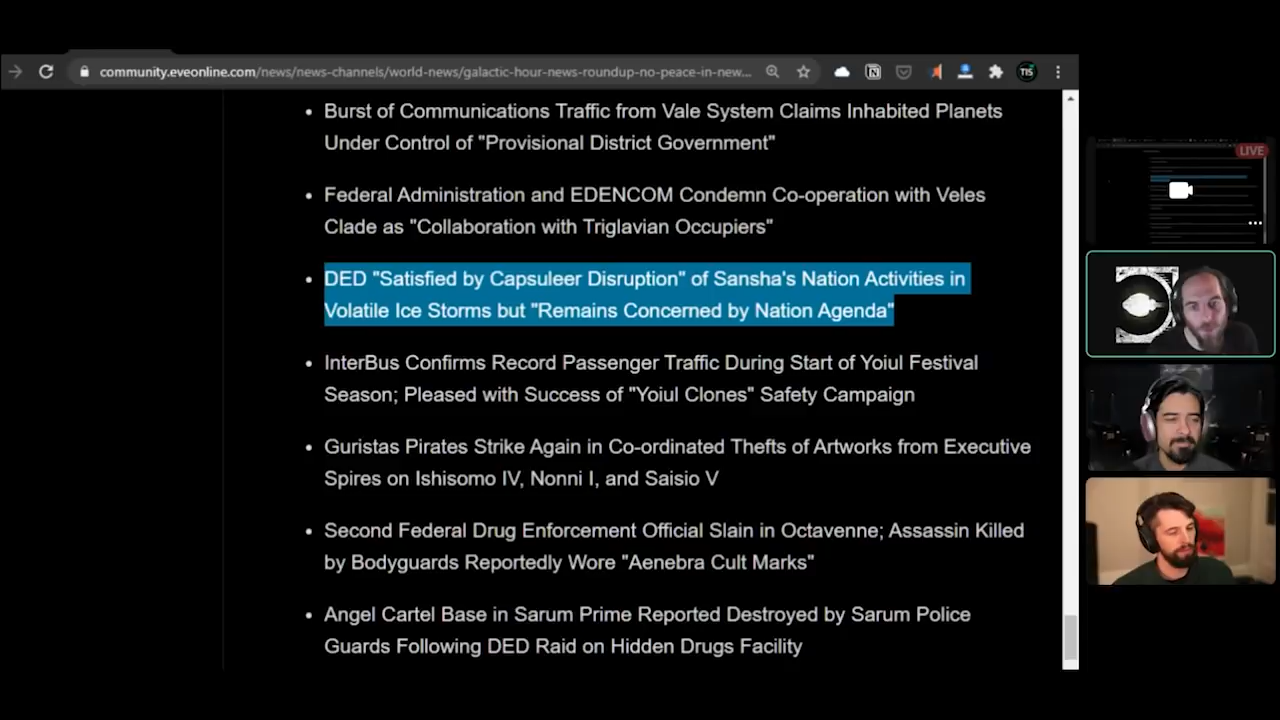 community.eveonline.com/news/news-channels/world-news/galactic-hour-news-roundup-no-peace-in-new...
TIS
Burst of Communications Traffic from Vale System Claims Inhabited Planets
Under Control of "Provisional District Government"
Federal Administration and EDENCOM Condemn Co-operation with Veles
Clade as "Collaboration with Triglavian Occupiers"
DED "Satisfied by Capsuleer Disruption" of Sansha's Nation Activities in
Volatile Ice Storms but "Remains Concerned by Nation Agenda"
InterBus Confirms Record Passenger Traffic During Start of Yoiul Festival
Season; Pleased with Success of "Yoiul Clones" Safety Campaign
Guristas Pirates Strike Again in Co-ordinated Thefts of Artworks from Executive
Spires on Ishisomo IV, Nonni I, and Saisio V
Second Federal Drug Enforcement Official Slain in Octavenne; Assassin Killed
by Bodyguards Reportedly Wore "Aenebra Cult Marks"
Angel Cartel Base in Sarum Prime Reported Destroyed by Sarum Police
Guards Following DED Raid on Hidden Drugs Facility
LIVE